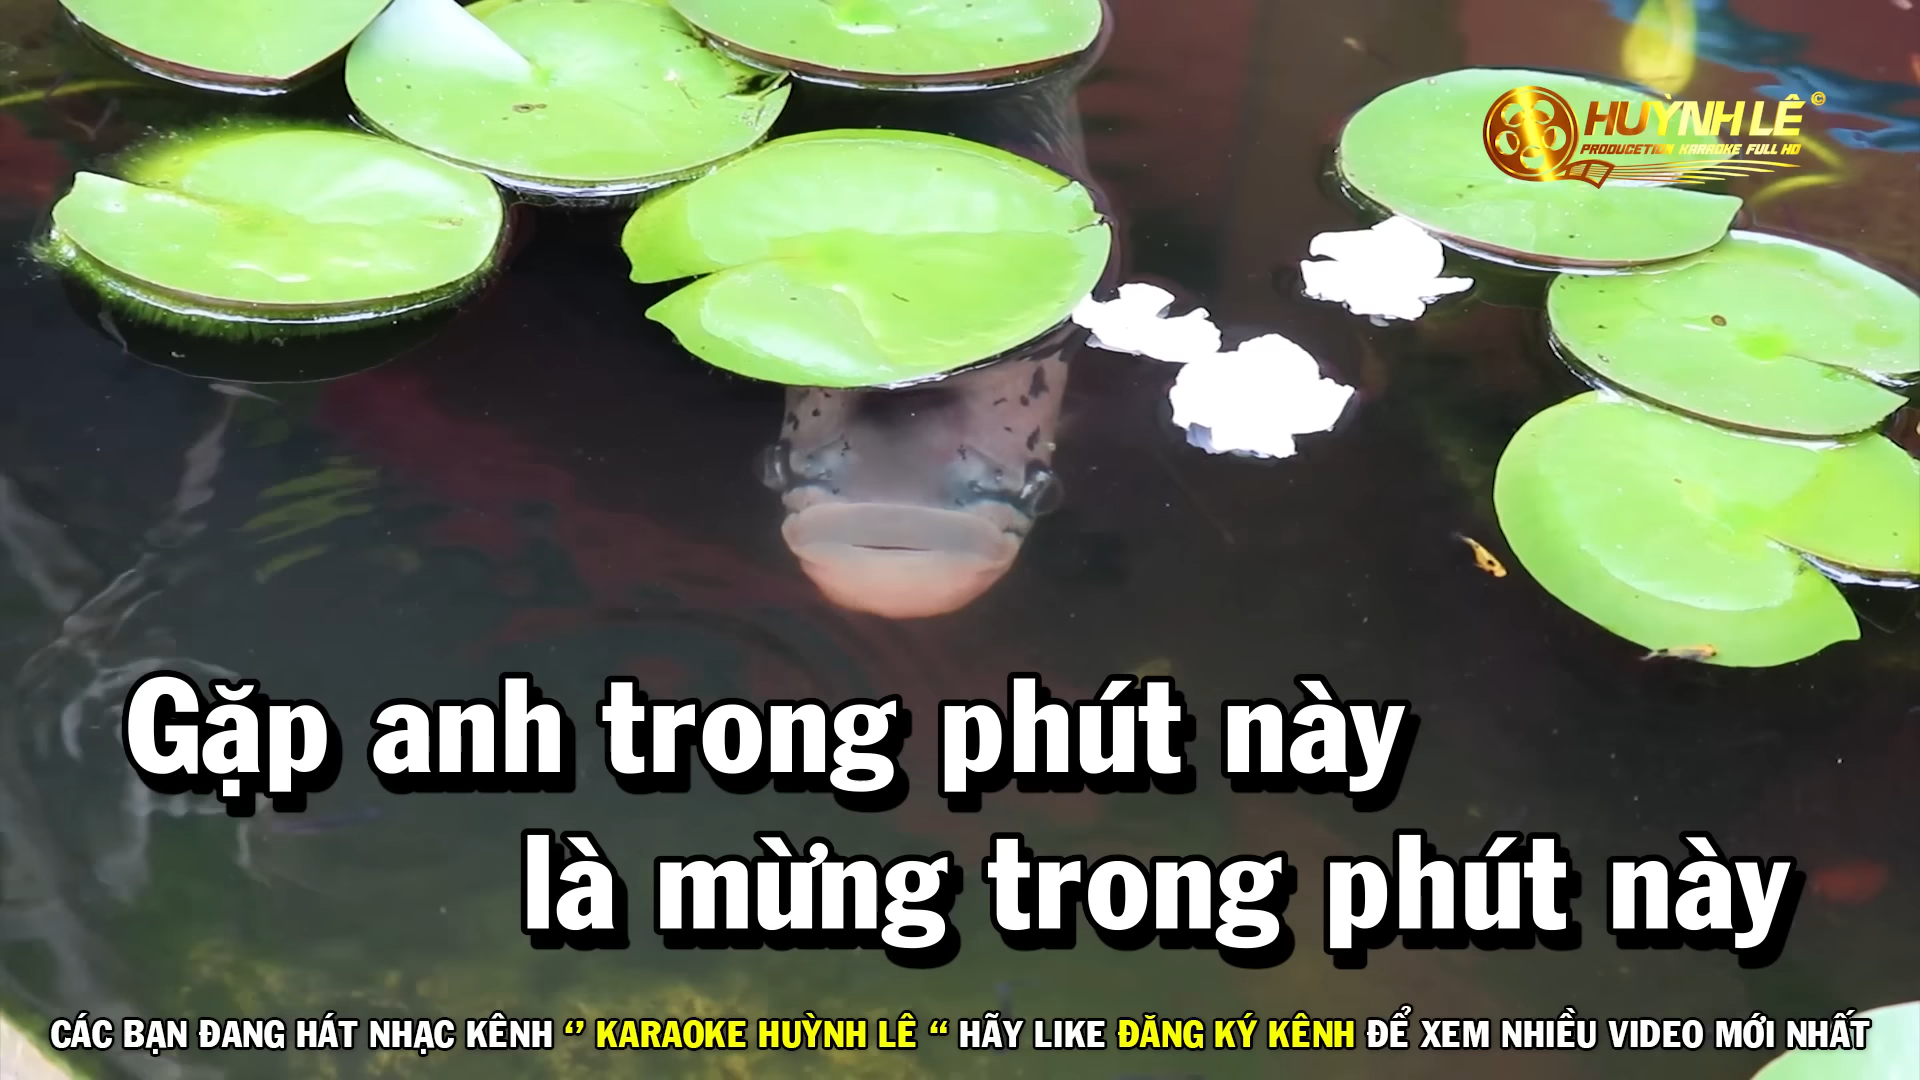 HUỲNH LÊ ©
PRODUCETION KARAOKE FULL HD
Gặp anh trong phút này
là mừng trong phút này
CÁC BẠN ĐANG HÁT NHẠC KÊNH ‘’ KARAOKE HUỲNH LÊ “ HÃY LIKE ĐĂNG KÝ KÊNH ĐỂ XEM NHIỀU VIDEO MỚI NHẤT